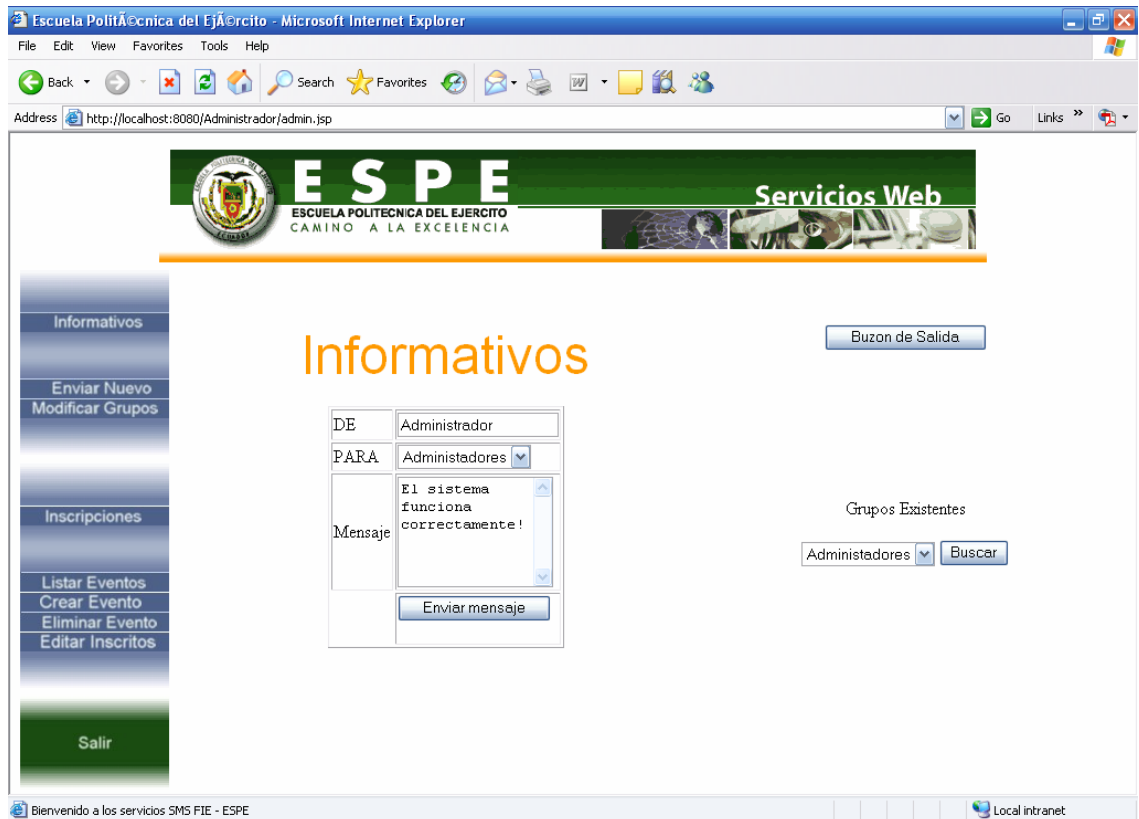 Escuela PolitÃ©cnica del EjÃ©rcito - Microsoft Internet Explorer
File Edit View Favorites Tools Help
Back Search Favorites
Address http://localhost:8080/Administrador/admin.jsp Go Links »
ESPE
ESCUELA POLITECNICA DEL EJERCITO
CAMINO A LA EXCELENCIA
Servicios Web
Informativos
Enviar Nuevo
Modificar Grupos
Inscripciones
Listar Eventos
Crear Evento
Eliminar Evento
Editar Inscritos
Salir
Informativos
Buzon de Salida
DE Administrador
PARA Administadores
Mensaje El sistema
funciona
correctamente!
Enviar mensaje
Grupos Existentes
Administadores Buscar
Bienvenido a los servicios SMS FIE - ESPE Local intranet